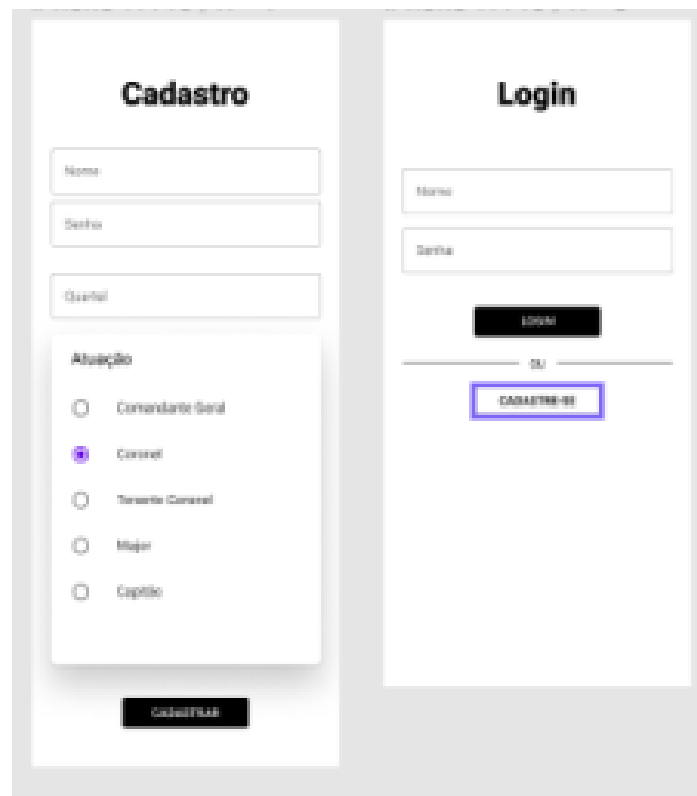 Cadastro
Nome
Senha
Quartel
Atuação
Comandante Geral
Coronel
Tenente Coronel
Major
Capitão
CADASTRAR
Login
Nome
Senha
LOGIN
OU
CADASTRE-SE